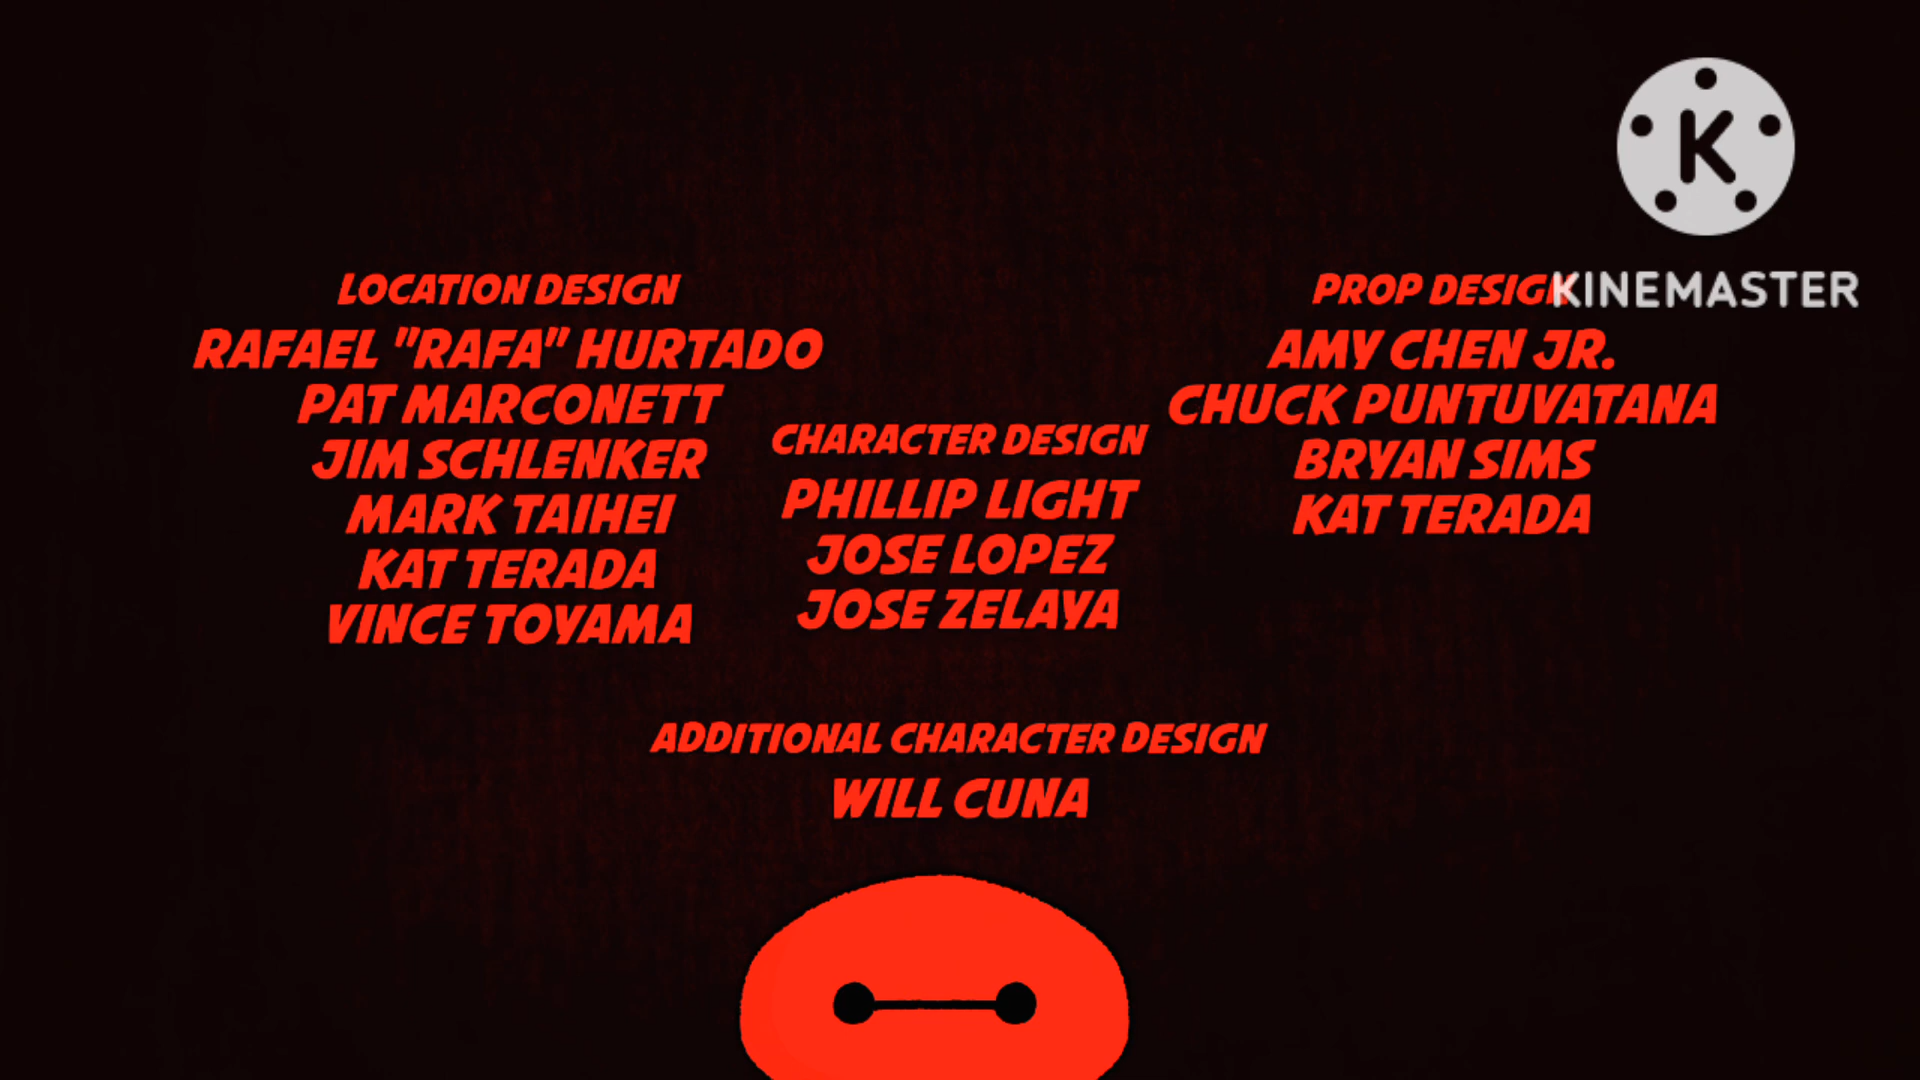 LOCATION DESIGN
RAFAEL "RAFA" HURTADO
PAT MARCONETT
JIM SCHLENKER
MARK TAIHEI
KAT TERADA
VINCE TOYAMA
CHARACTER DESIGN
PHILLIP LIGHT
JOSE LOPEZ
JOSE ZELAYA
PROP DESIGN
AMY CHEN JR.
CHUCK PUNTUVATANA
BRYAN SIMS
KAT TERADA
ADDITIONAL CHARACTER DESIGN
WILL CUNA
K
KINEMASTER